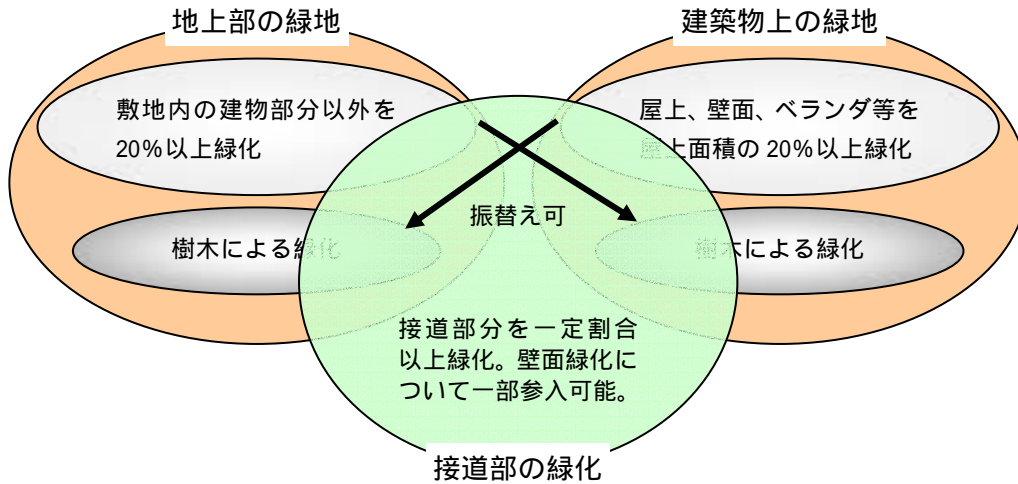 地上部の緑地
建築物上の緑地
敷地内の建物部分以外を
20%以上緑化
屋上、壁面、ベランダ等を
屋上面積の 20%以上緑化
振替え可
樹木による緑化
樹木による緑化
接道部分を一定割合
以上緑化。壁面緑化に
ついて一部参入可能。
接道部の緑化